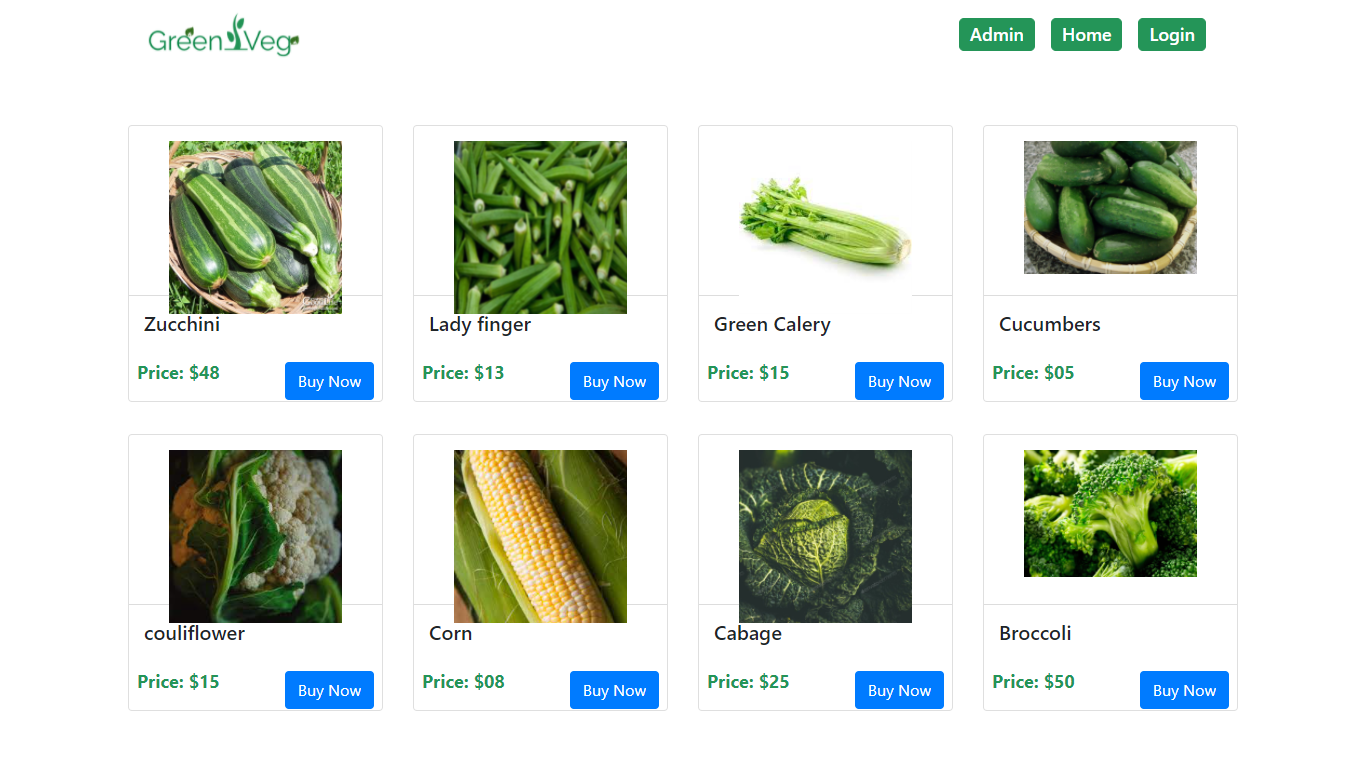 Green Veg
Admin
Home
Login
Zucchini
Lady finger
Green Calery
Cucumbers
Price: $48
Buy Now
Price: $13
Buy Now
Price: $15
Buy Now
Price: $05
Buy Now
couliflower
Corn
Cabage
Broccoli
Price: $15
Buy Now
Price: $08
Buy Now
Price: $25
Buy Now
Price: $50
Buy Now